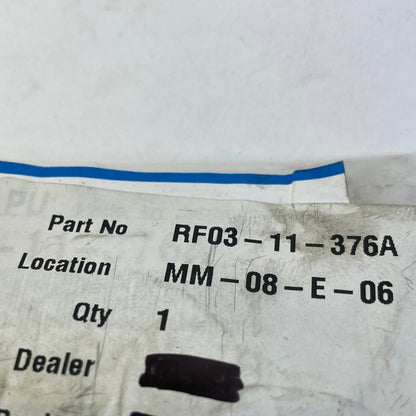 Part No RF03-11-376A
Location MM-08-E-06
Qty 1
Dealer